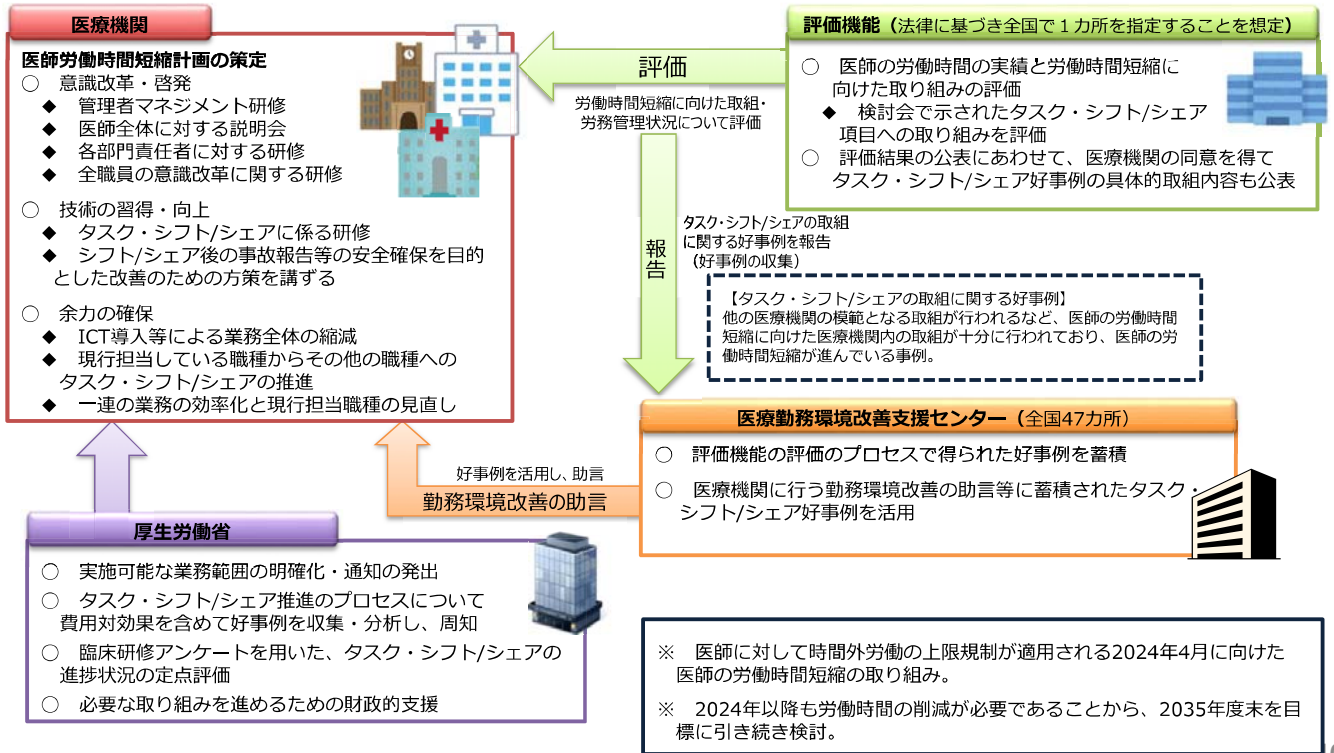 医療機関
医師労働時間短縮計画の策定
○ 意識改革・啓発
◆ 管理者マネジメント研修
◆ 医師全体に対する説明会
◆ 各部門責任者に対する研修
◆ 全職員の意識改革に関する研修
○ 技術の習得・向上
◆ タスク・シフト/シェアに係る研修
◆ シフト/シェア後の事故報告等の安全確保を目的
とした改善のための方策を講ずる
○ 余力の確保
◆ ICT導入等による業務全体の縮減
◆ 現行担当している職種からその他の職種への
タスク・シフト/シェアの推進
◆ 一連の業務の効率化と現行担当職種の見直し
評価
労働時間短縮に向けた取組・
労務管理状況について評価
評価機能（法律に基づき全国で１カ所を指定することを想定）
○ 医師の労働時間の実績と労働時間短縮に
向けた取り組みの評価
◆ 検討会で示されたタスク・シフト/シェア
項目への取り組みを評価
○ 評価結果の公表にあわせて、医療機関の同意を得て
タスク・シフト/シェア好事例の具体的取組内容も公表
報告
タスク・シフト/シェアの取組
に関する好事例を報告
（好事例の収集）
【タスク・シフト/シェアの取組に関する好事例】
他の医療機関の模範となる取組が行われるなど、医師の労働時間
短縮に向けた医療機関内の取組が十分に行われており、医師の労
働時間短縮が進んでいる事例。
医療勤務環境改善支援センター（全国47カ所）
○ 評価機能の評価のプロセスで得られた好事例を蓄積
○ 医療機関に行う勤務環境改善の助言等に蓄積されたタスク・
シフト/シェア好事例を活用
好事例を活用し、助言
勤務環境改善の助言
厚生労働省
○ 実施可能な業務範囲の明確化・通知の発出
○ タスク・シフト/シェア推進のプロセスについて
費用対効果を含めて好事例を収集・分析し、周知
○ 臨床研修アンケートを用いた、タスク・シフト/シェアの
進捗状況の定点評価
○ 必要な取り組みを進めるための財政的支援
※ 医師に対して時間外労働の上限規制が適用される2024年4月に向けた
医師の労働時間短縮の取り組み。
※ 2024年以降も労働時間の削減が必要であることから、2035年度末を目
標に引き続き検討。